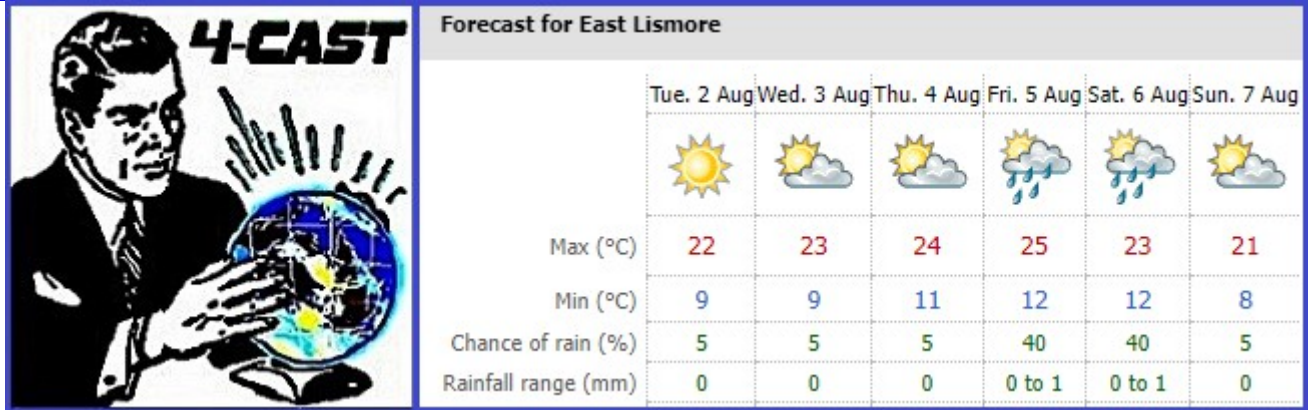 4-CAST
Forecast for East Lismore
Tue. 2 Aug Wed. 3 Aug Thu. 4 Aug Fri. 5 Aug Sat. 6 Aug Sun. 7 Aug
Max (°C) 22 23 24 25 23 21
Min (°C) 9 9 11 12 12 8
Chance of rain (%) 5 5 5 40 40 5
Rainfall range (mm) 0 0 0 0 to 1 0 to 1 0